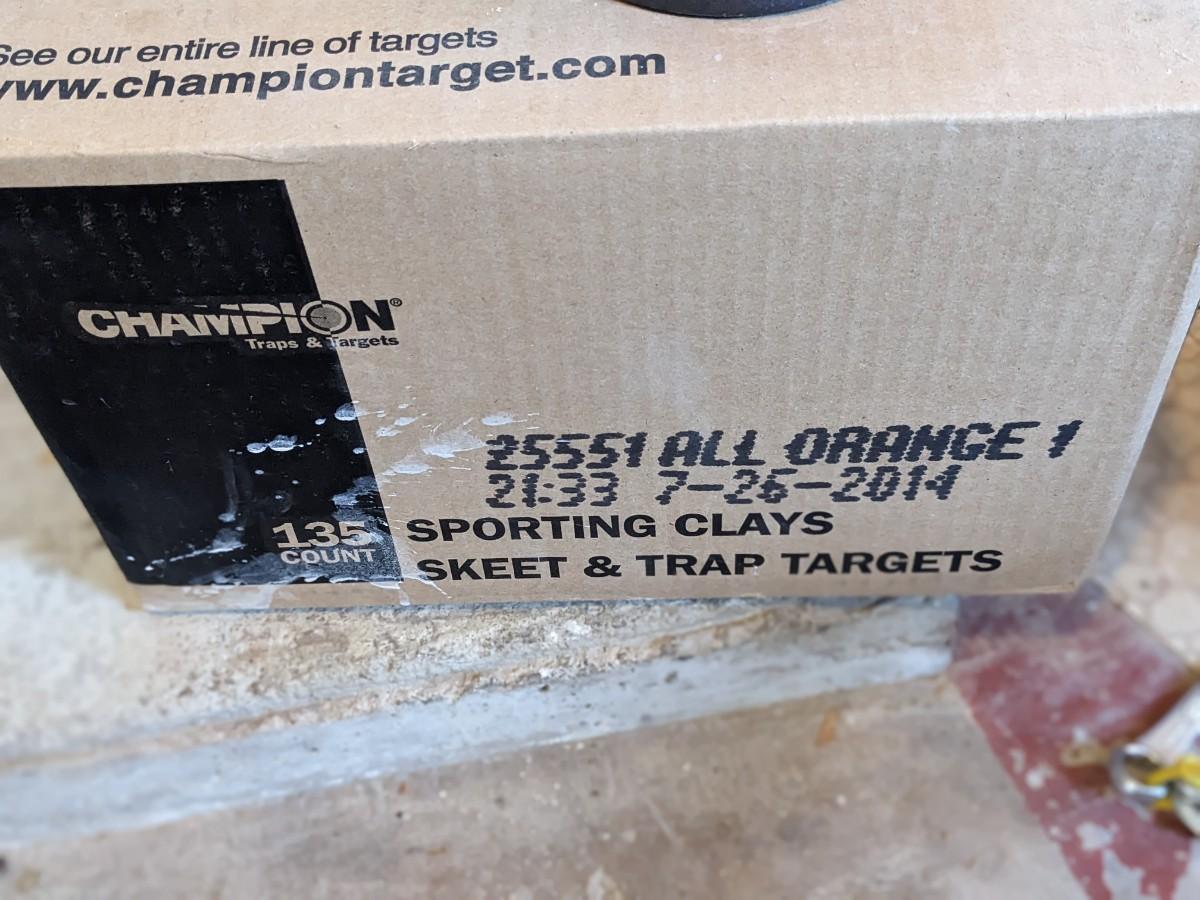 See our entire line of targets
www.championtarget.com
CHAMPION®
Traps & Targets
25551 ALL ORANGE 1
21:33 7-26-2014
135 SPORTING CLAYS
COUNT SKEET & TRAP TARGETS